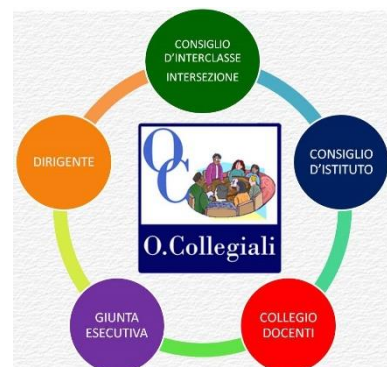 CONSIGLIO
D'INTERCLASSE
INTERSEZIONE
DIRIGENTE
CONSIGLIO
D'ISTITUTO
OC
O.Collegiali
GIUNTA
ESECUTIVA
COLLEGIO
DOCENTI